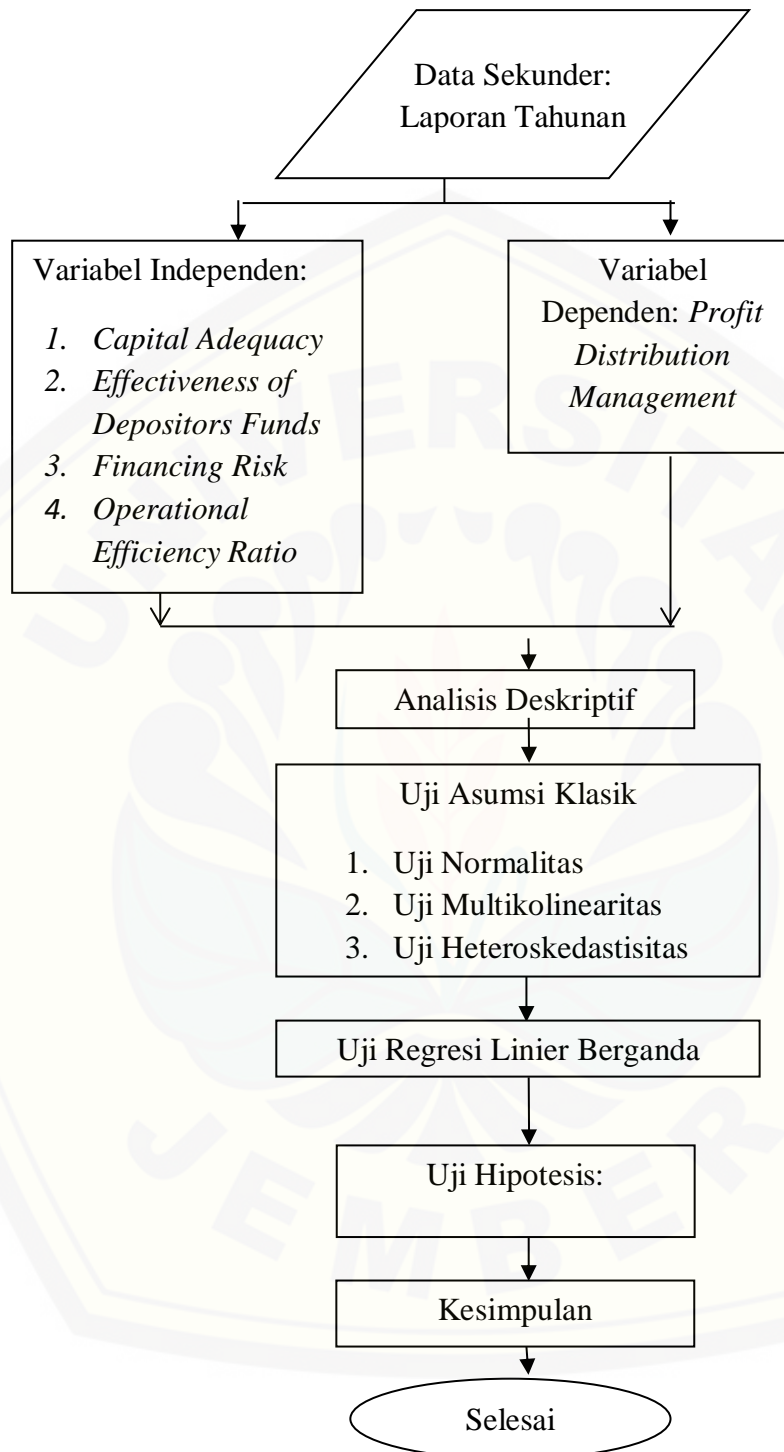 Data Sekunder:
Laporan Tahunan
Variabel Independen:
1. Capital Adequacy
2. Effectiveness of
Depositors Funds
3. Financing Risk
4. Operational
Efficiency Ratio
Variabel
Dependen: Profit
Distribution
Management
Analisis Deskriptif
Uji Asumsi Klasik
1. Uji Normalitas
2. Uji Multikolinearitas
3. Uji Heteroskedastisitas
Uji Regresi Linier Berganda
Uji Hipotesis:
Kesimpulan
Selesai
UNIVERSITAS
JEMBER